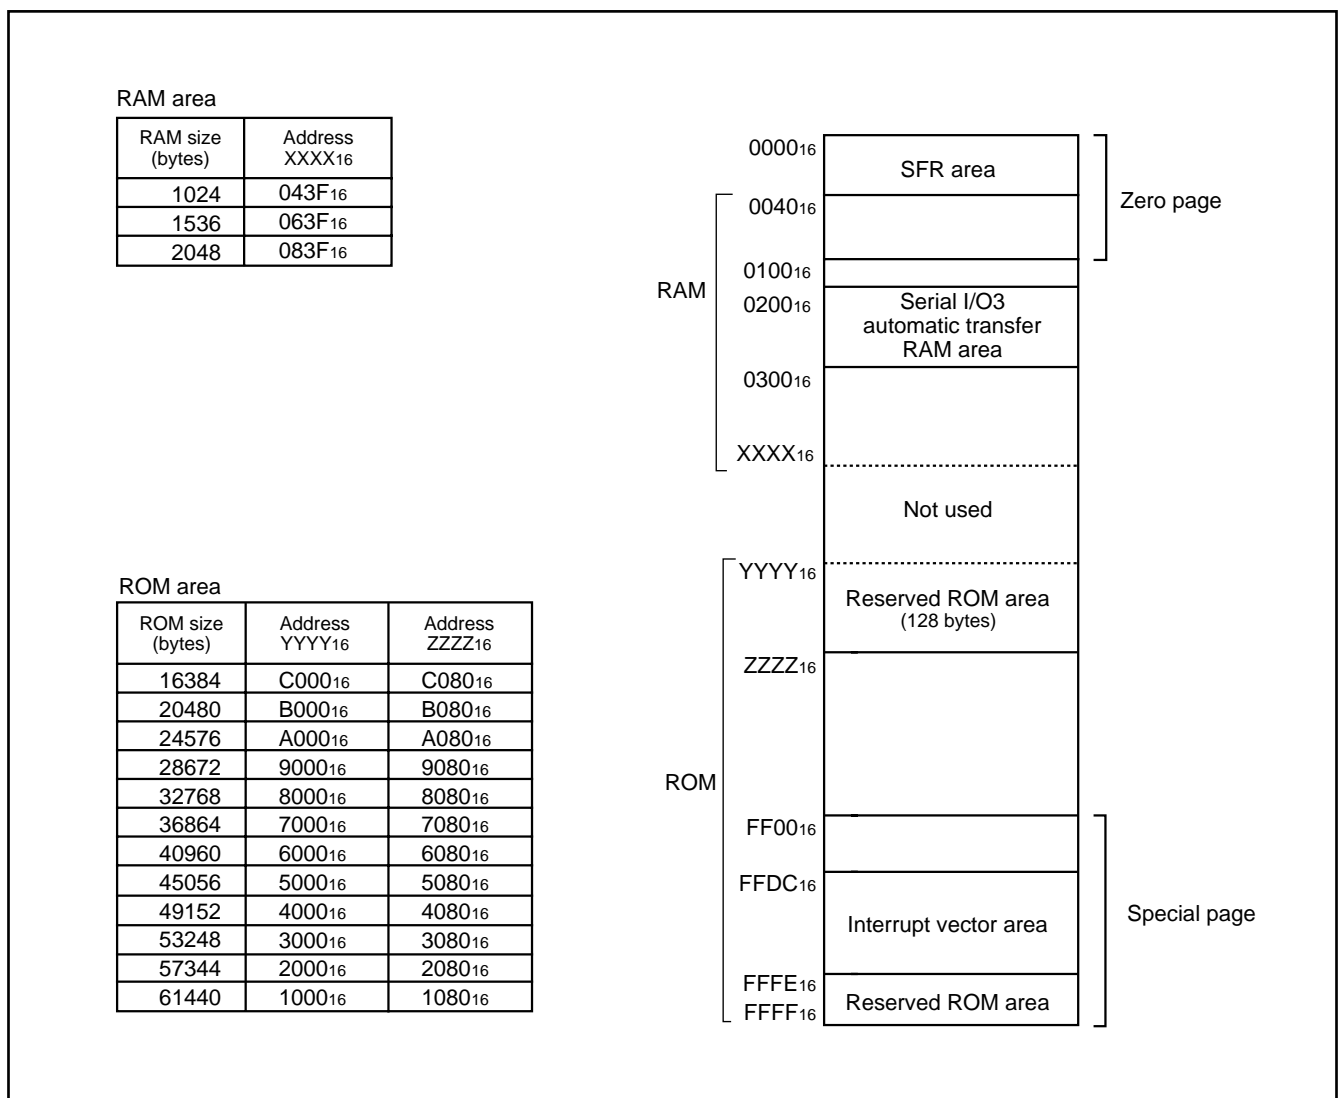 RAM area
RAM size
(bytes)
Address
XXXX16
1024 043F16
1536 063F16
2048 083F16
ROM area
ROM size
(bytes)
Address
YYYY16
Address
ZZZZ16
16384 C00016 C08016
20480 B00016 B08016
24576 A00016 A08016
28672 900016 908016
32768 800016 808016
36864 700016 708016
40960 600016 608016
45056 500016 508016
49152 400016 408016
53248 300016 308016
57344 200016 208016
61440 100016 108016
RAM
ROM
000016
004016
010016
020016
030016
XXXX16
YYYY16
ZZZZ16
FF0016
FFDC16
FFFE16
FFFF16
SFR area
Serial I/O3
automatic transfer
RAM area
Not used
Reserved ROM area
(128 bytes)
Interrupt vector area
Reserved ROM area
Zero page
Special page